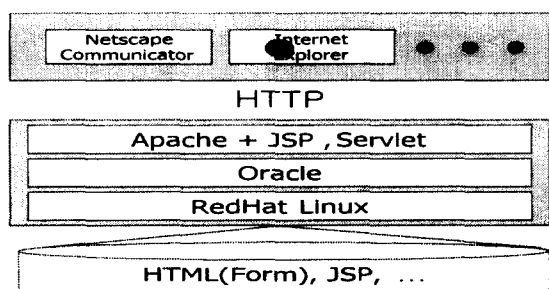 Netscape
Communicator
Internet
Explorer
HTTP
Apache + JSP , Servlet
Oracle
RedHat Linux
HTML(Form), JSP, ...